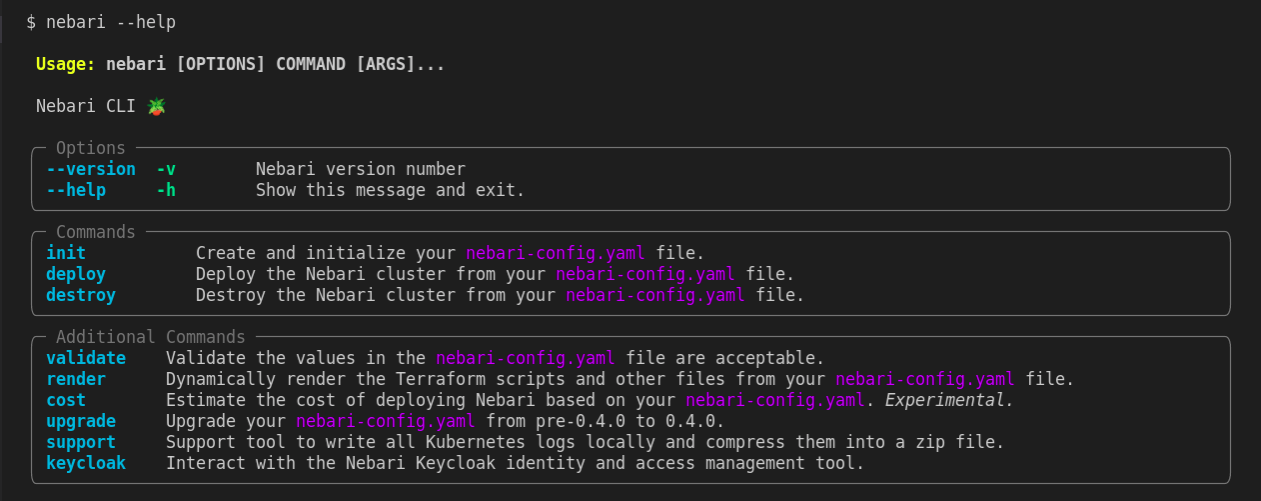 $ nebari --help
Usage: nebari [OPTIONS] COMMAND [ARGS]...
Nebari CLI 🪴
Options
--version -v Nebari version number
--help -h Show this message and exit.
Commands
init Create and initialize your nebari-config.yaml file.
deploy Deploy the Nebari cluster from your nebari-config.yaml file.
destroy Destroy the Nebari cluster from your nebari-config.yaml file.
Additional Commands
validate Validate the values in the nebari-config.yaml file are acceptable.
render Dynamically render the Terraform scripts and other files from your nebari-config.yaml file.
cost Estimate the cost of deploying Nebari based on your nebari-config.yaml. Experimental.
upgrade Upgrade your nebari-config.yaml from pre-0.4.0 to 0.4.0.
support Support tool to write all Kubernetes logs locally and compress them into a zip file.
keycloak Interact with the Nebari Keycloak identity and access management tool.